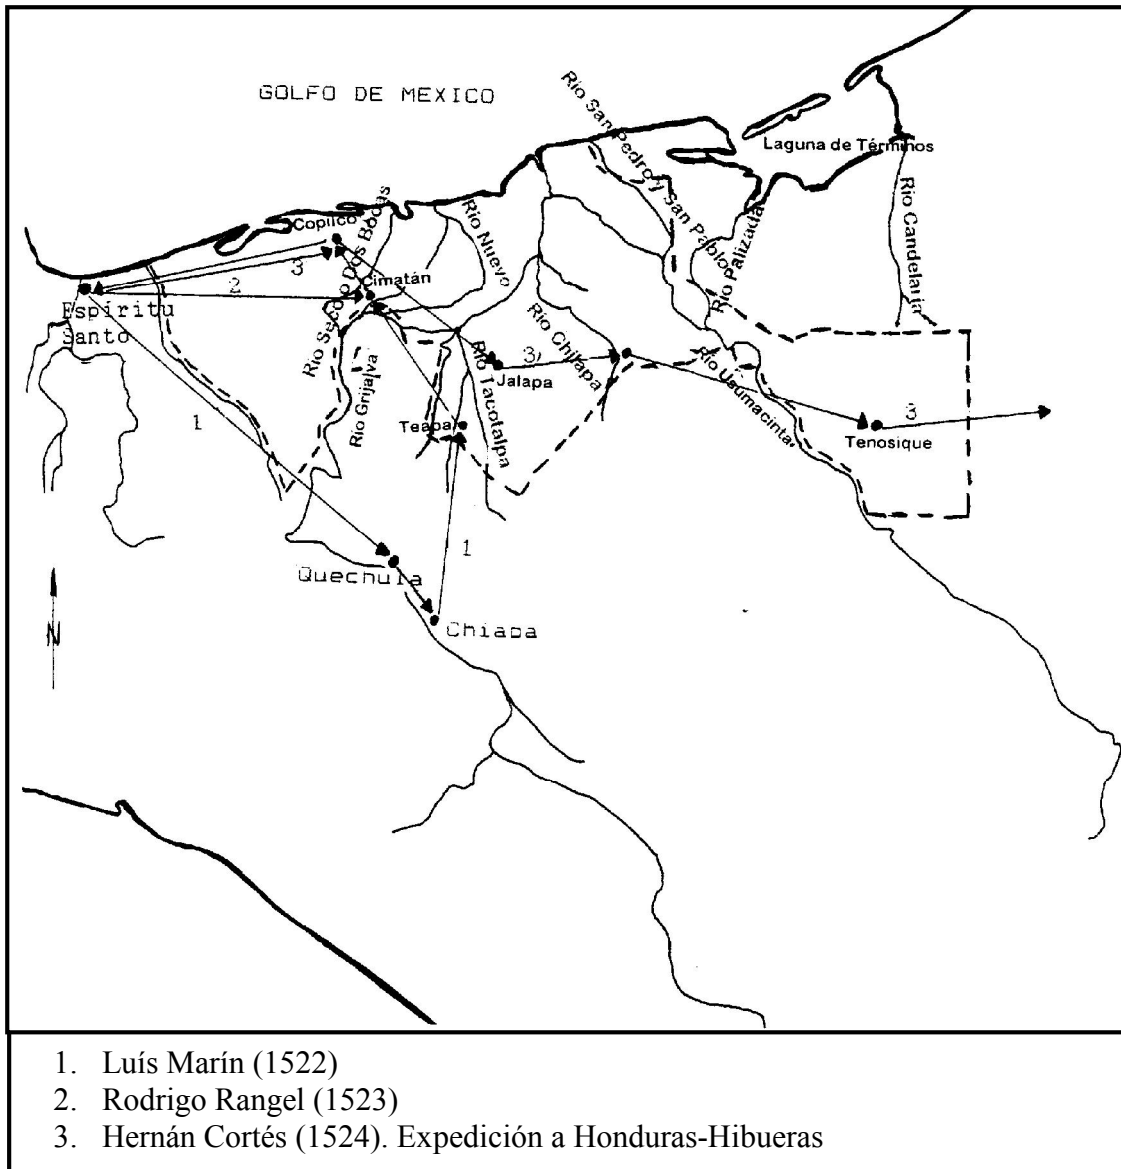 GOLFO DE MEXICO
Río San Pedro y San Pablo
Laguna de Términos
Río Candelaria
Río Palizada
Copilco
Río Nuevo
Río Seco o Dos Bocas
3
2
Cimatán
Espíritu
Santo
Río Grijalva
Río Tacotalpa
Río Chilapa
3
Jalapa
Río Usumacinta
3
Tenosique
1
Teapa
1
Quechula
Chiapa
N
1. Luís Marín (1522)
2. Rodrigo Rangel (1523)
3. Hernán Cortés (1524). Expedición a Honduras-Hibueras